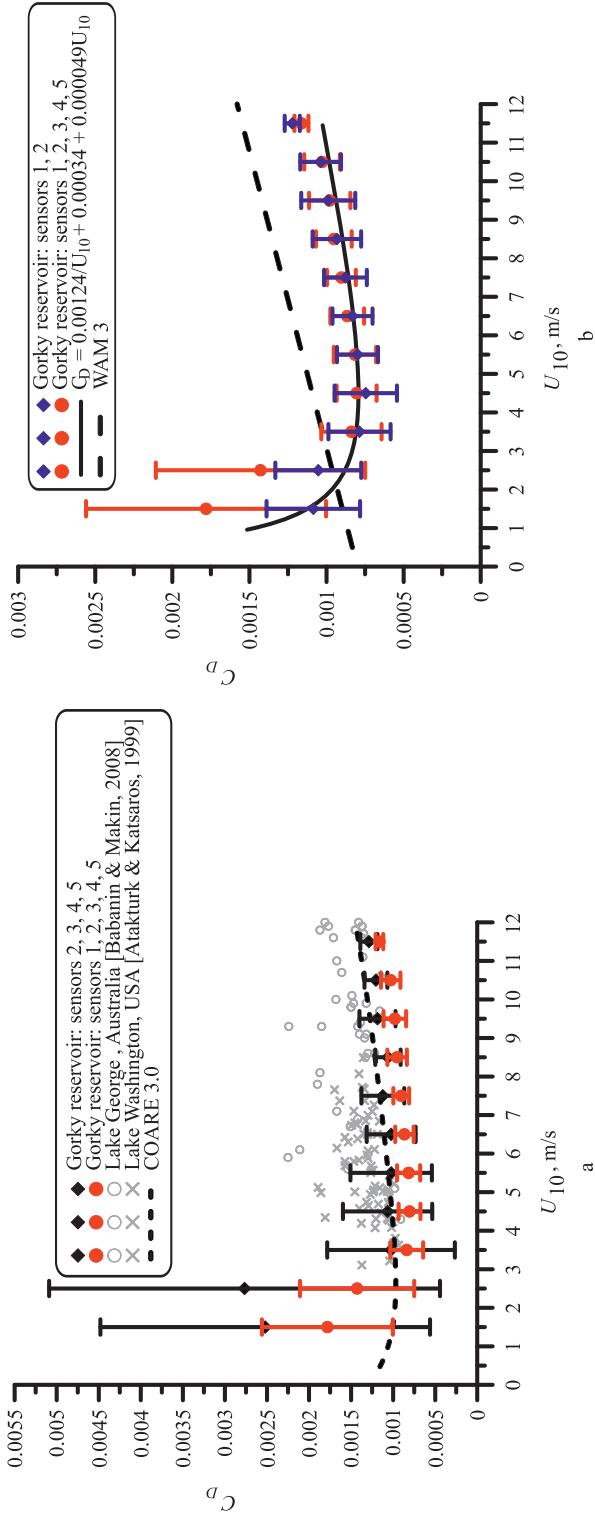 Gorky reservoir: sensors 2, 3, 4, 5
Gorky reservoir: sensors 1, 2, 3, 4, 5
Lake George , Australia [Babanin & Makin, 2008]
Lake Washington, USA [Atakturk & Katsaros, 1999]
COARE 3.0
0.0055
0.005
0.0045
0.004
0.0035
0.003
0.0025
0.002
0.0015
0.001
0.0005
0
C_D
0 1 2 3 4 5 6 7 8 9 10 11 12
U10, m/s
a
Gorky reservoir: sensors 1, 2
Gorky reservoir: sensors 1, 2, 3, 4, 5
C_D = 0.00124/U10 + 0.00034 + 0.000049U10
WAM 3
0.003
0.0025
0.002
0.0015
0.001
0.0005
0
C_D
0 1 2 3 4 5 6 7 8 9 10 11 12
U10, m/s
b